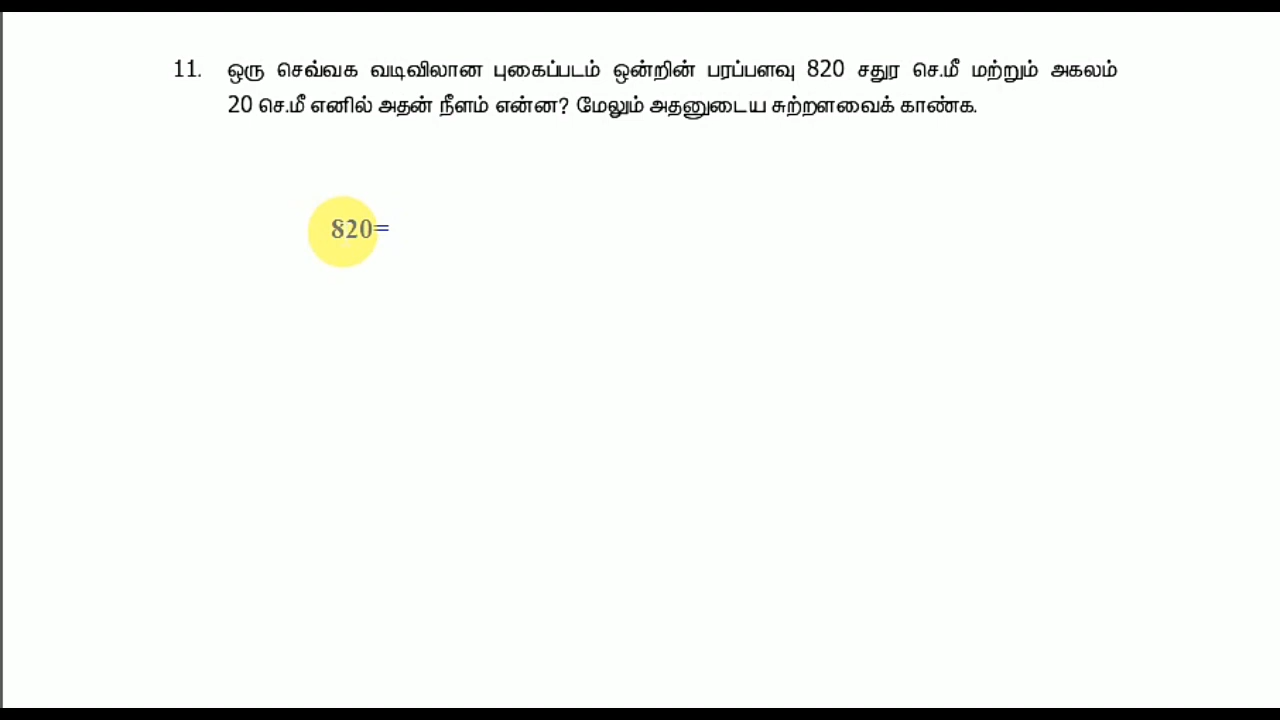 11. ஒரு செவ்வக வடிவிலான புகைப்படம் ஒன்றின் பரப்பளவு 820 சதுர செ.மீ மற்றும் அகலம்
20 செ.மீ எனில் அதன் நீளம் என்ன? மேலும் அதனுடைய சுற்றளவைக் காண்க.
820=